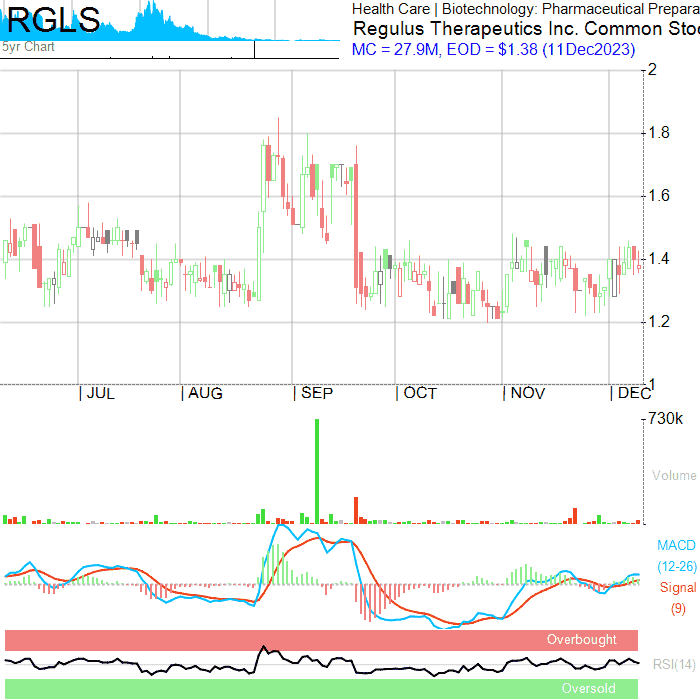 RGLS
5yr Chart
Health Care | Biotechnology: Pharmaceutical Prepara
Regulus Therapeutics Inc. Common Stoc
MC = 27.9M, EOD = $1.38 (11Dec2023)
2
1.8
1.6
1.4
1.2
1
JUL AUG SEP OCT NOV DEC
730k
Volume
MACD
(12-26)
Signal
(9)
Overbought
RSI(14)
Oversold